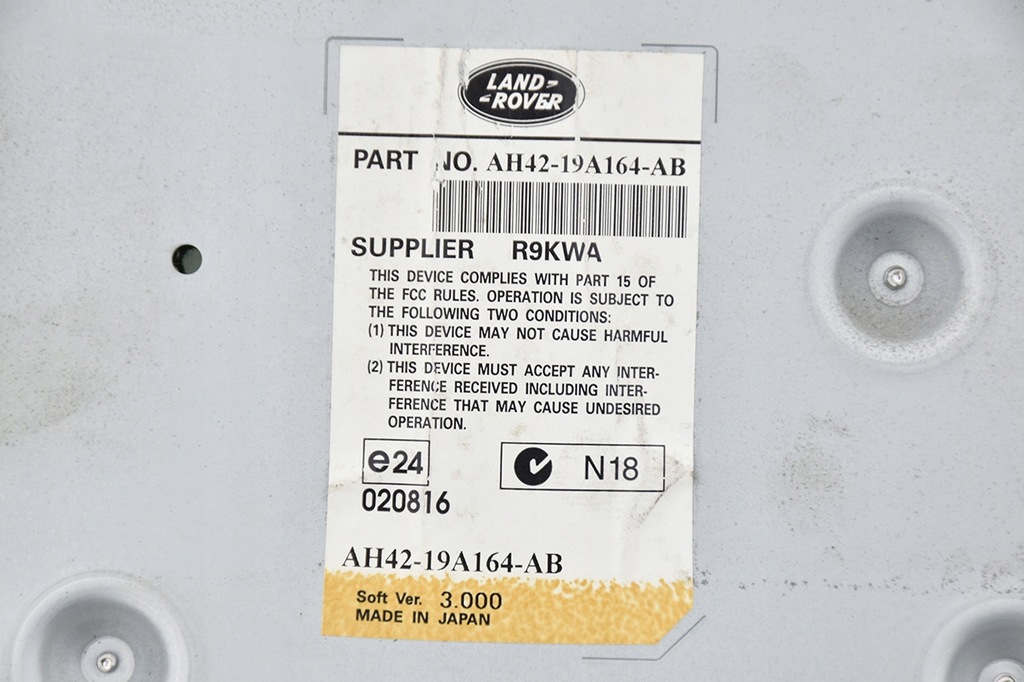 LAND-
-ROVER
PART NO. AH42-19A164-AB
SUPPLIER R9KWA
THIS DEVICE COMPLIES WITH PART 15 OF
THE FCC RULES. OPERATION IS SUBJECT TO
THE FOLLOWING TWO CONDITIONS:
(1) THIS DEVICE MAY NOT CAUSE HARMFUL
INTERFERENCE.
(2) THIS DEVICE MUST ACCEPT ANY INTER-
FERENCE RECEIVED INCLUDING INTER-
FERENCE THAT MAY CAUSE UNDESIRED
OPERATION.
e24 N18
020816
AH42-19A164-AB
Soft Ver. 3.000
MADE IN JAPAN